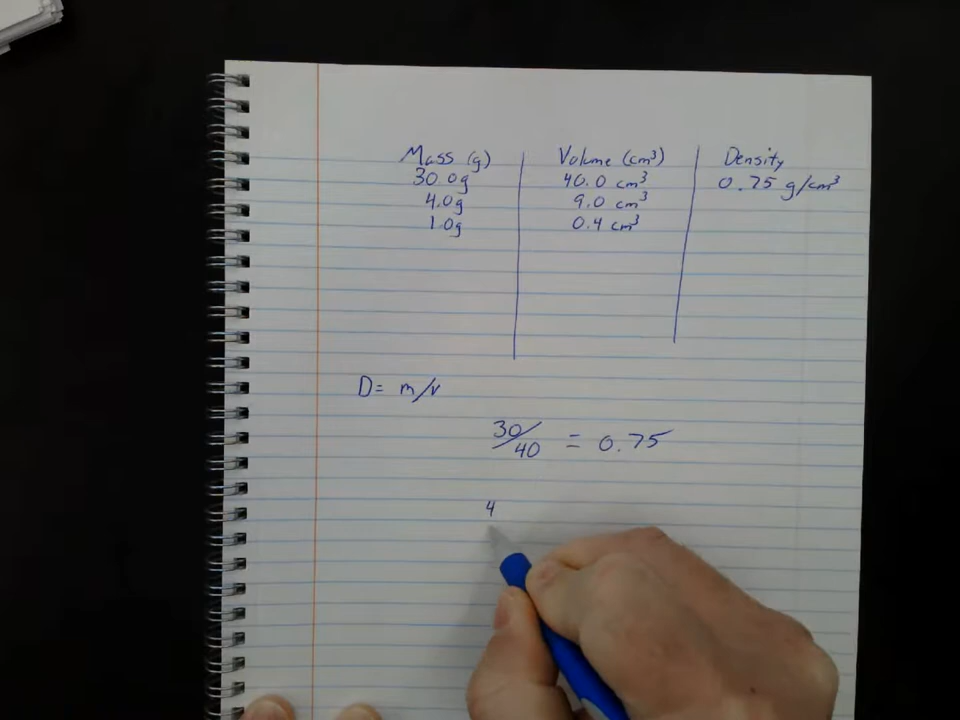 Mass (g) Volume (cm³) Density
30.0g 40.0 cm³ 0.75 g/cm³
4.0g 9.0 cm³
1.0g 0.4 cm³
D= m/v
30/40 = 0.75
4